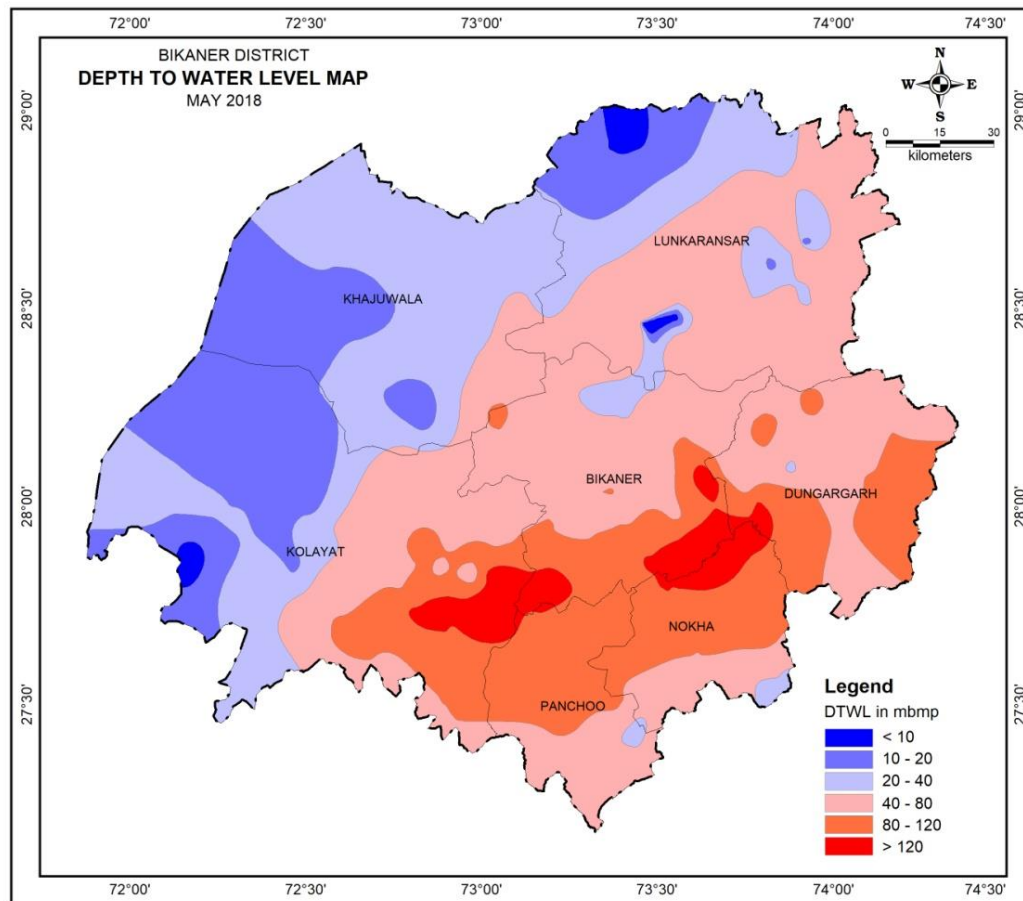 72°00'
72°30'
73°00'
73°30'
74°00'
74°30'
BIKANER DISTRICT
DEPTH TO WATER LEVEL MAP
MAY 2018
N
W E
S
0 15 30
kilometers
29°00'
29°00'
LUNKARANSAR
KHAJUWALA
28°30'
28°30'
BIKANER
DUNGARGARH
28°00'
28°00'
KOLAYAT
NOKHA
PANCHOO
27°30'
27°30'
Legend
DTWL in mbmp
< 10
10 - 20
20 - 40
40 - 80
80 - 120
> 120
72°00'
72°30'
73°00'
73°30'
74°00'
74°30'